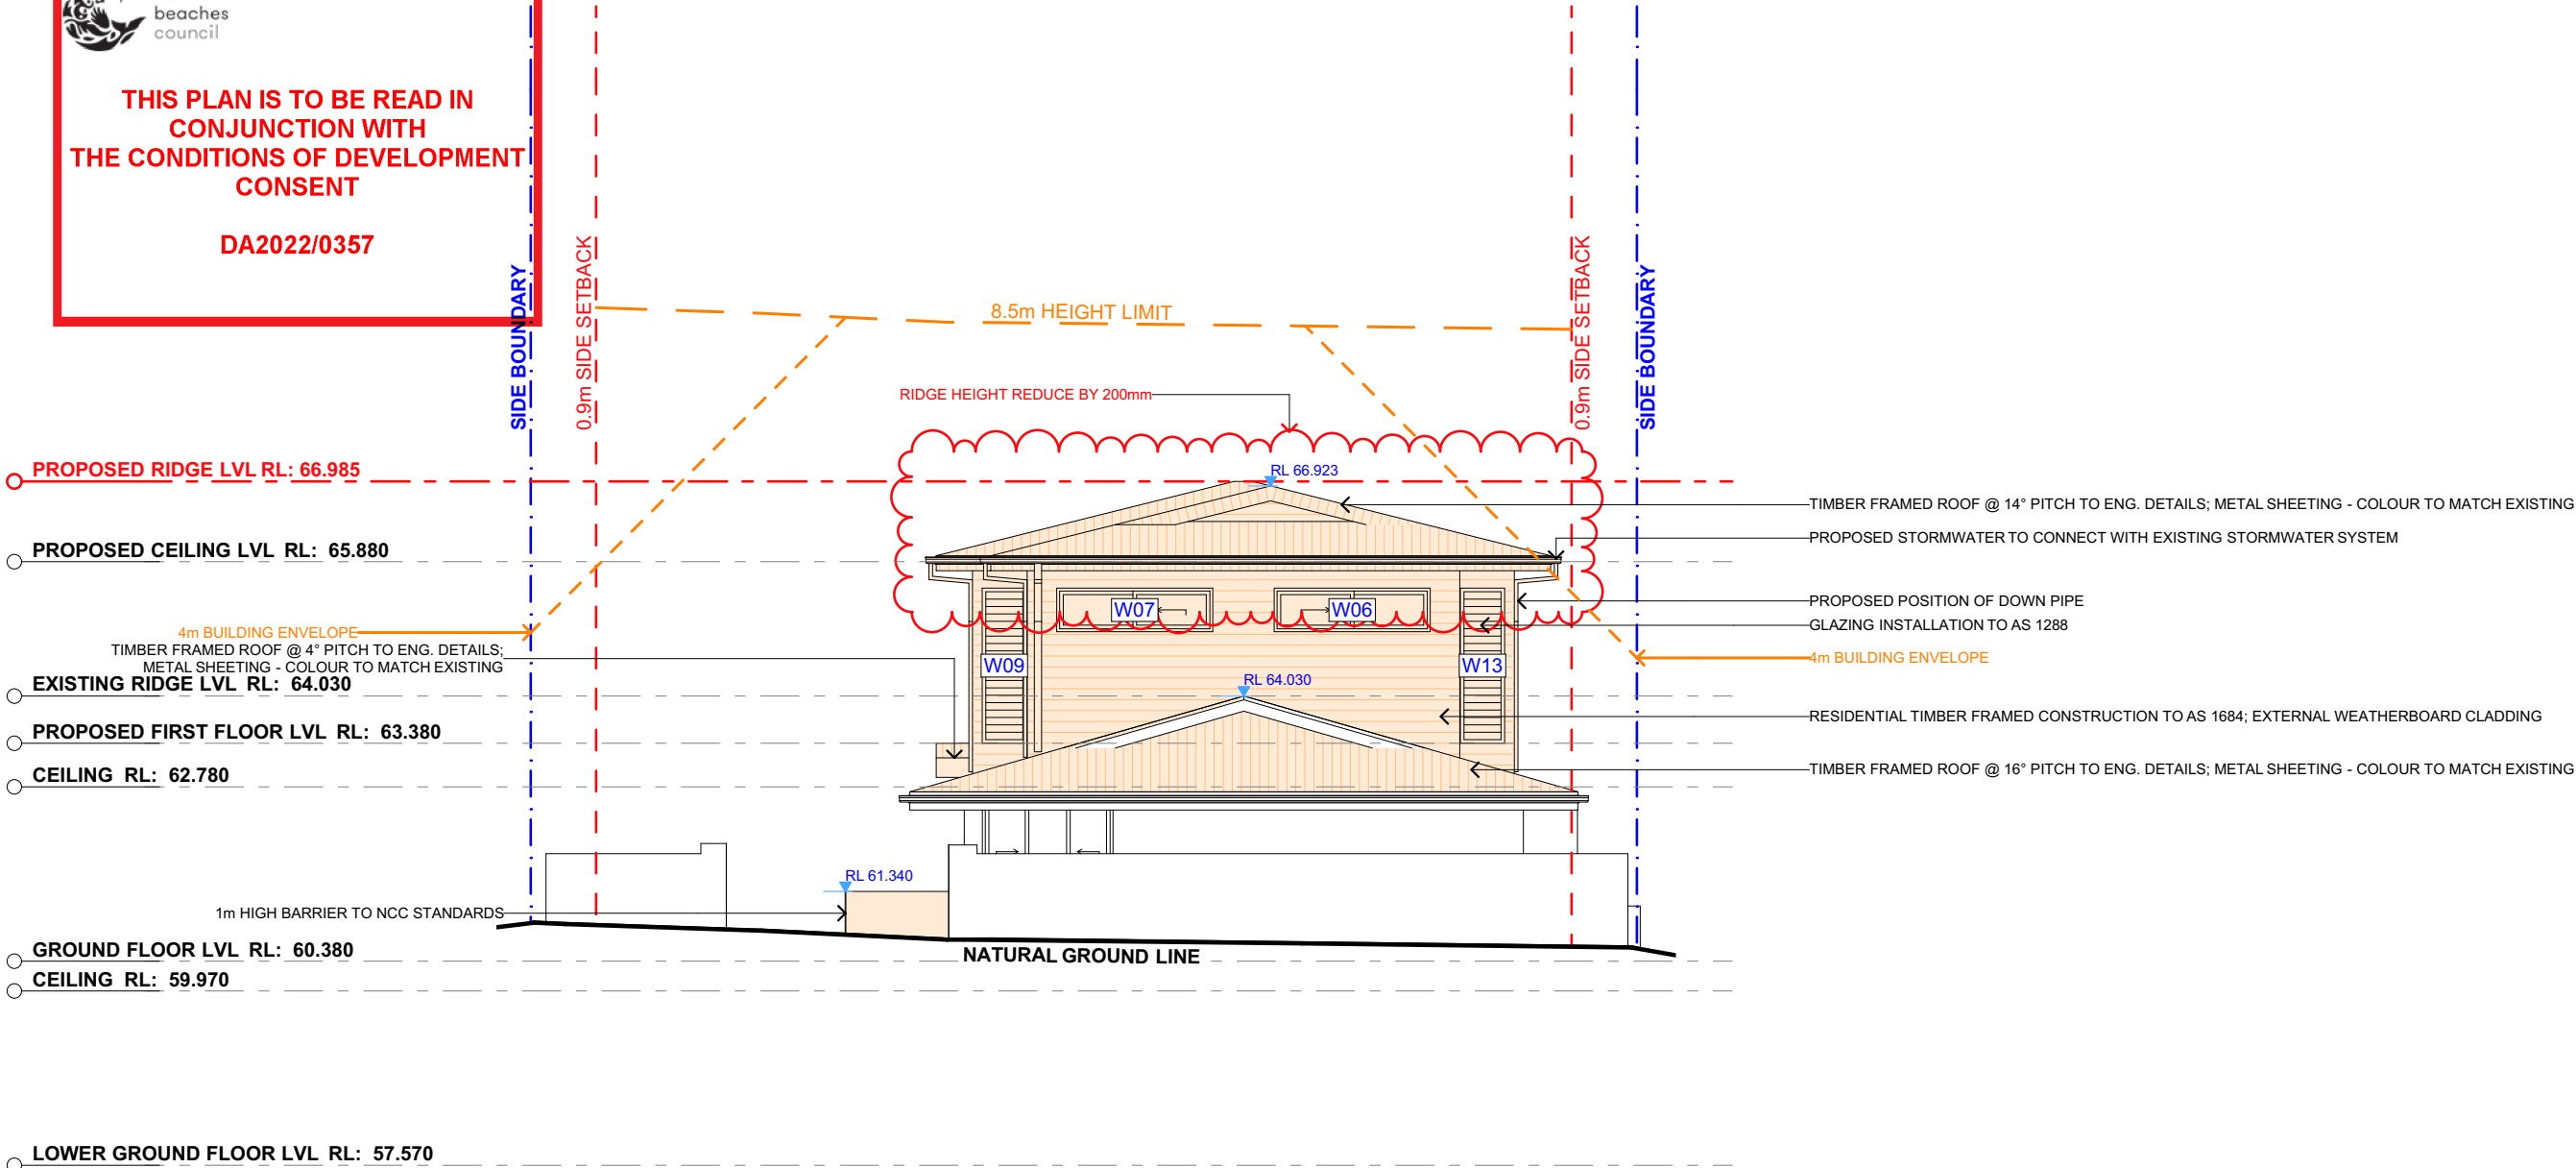 beaches
council
THIS PLAN IS TO BE READ IN
CONJUNCTION WITH
THE CONDITIONS OF DEVELOPMENT
CONSENT
DA2022/0357
SIDE BOUNDARY
0.9m SIDE SETBACK
8.5m HEIGHT LIMIT
0.9m SIDE SETBACK
SIDE BOUNDARY
RIDGE HEIGHT REDUCE BY 200mm
PROPOSED RIDGE LVL RL: 66.985
RL 66.923
TIMBER FRAMED ROOF @ 14° PITCH TO ENG. DETAILS; METAL SHEETING - COLOUR TO MATCH EXISTING
PROPOSED STORMWATER TO CONNECT WITH EXISTING STORMWATER SYSTEM
PROPOSED CEILING LVL RL: 65.880
W07
W06
PROPOSED POSITION OF DOWN PIPE
GLAZING INSTALLATION TO AS 1288
4m BUILDING ENVELOPE
TIMBER FRAMED ROOF @ 4° PITCH TO ENG. DETAILS;
METAL SHEETING - COLOUR TO MATCH EXISTING
W09
W13
4m BUILDING ENVELOPE
EXISTING RIDGE LVL RL: 64.030
RL 64.030
RESIDENTIAL TIMBER FRAMED CONSTRUCTION TO AS 1684; EXTERNAL WEATHERBOARD CLADDING
PROPOSED FIRST FLOOR LVL RL: 63.380
CEILING RL: 62.780
TIMBER FRAMED ROOF @ 16° PITCH TO ENG. DETAILS; METAL SHEETING - COLOUR TO MATCH EXISTING
RL 61.340
1m HIGH BARRIER TO NCC STANDARDS
GROUND FLOOR LVL RL: 60.380
NATURAL GROUND LINE
CEILING RL: 59.970
LOWER GROUND FLOOR LVL RL: 57.570